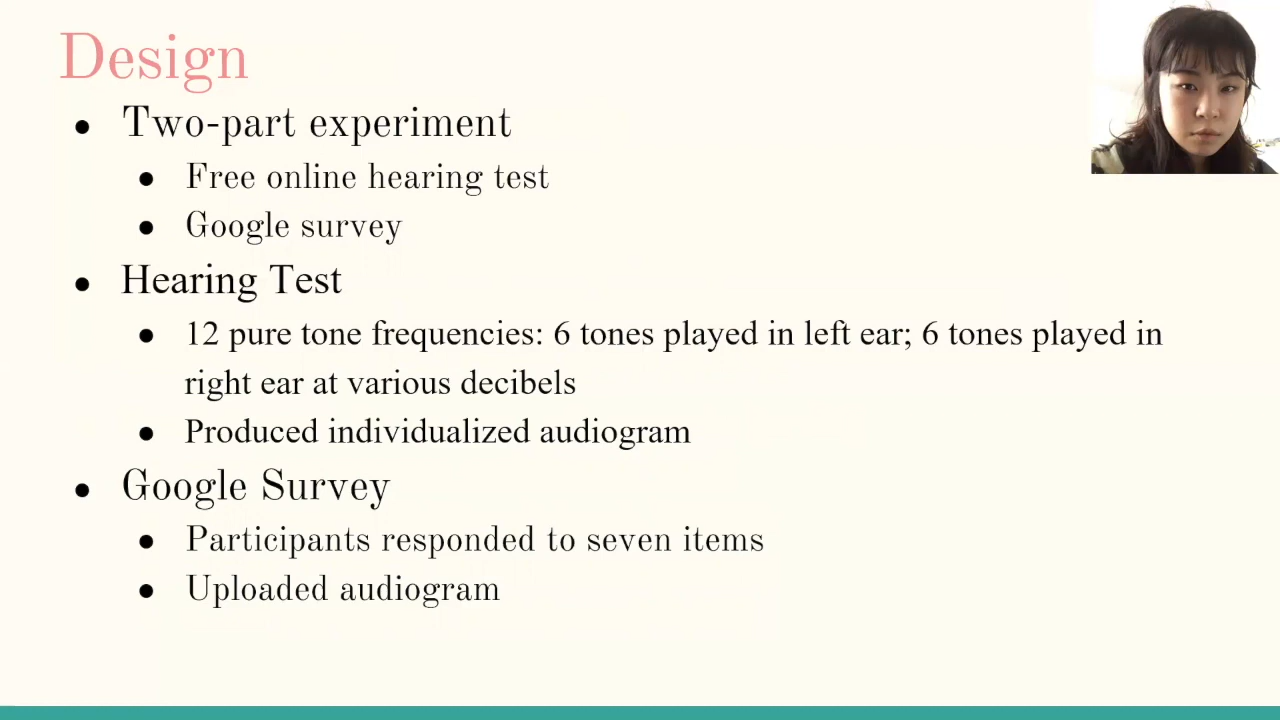 Design
● Two-part experiment
● Free online hearing test
● Google survey
● Hearing Test
● 12 pure tone frequencies: 6 tones played in left ear; 6 tones played in
right ear at various decibels
● Produced individualized audiogram
● Google Survey
● Participants responded to seven items
● Uploaded audiogram